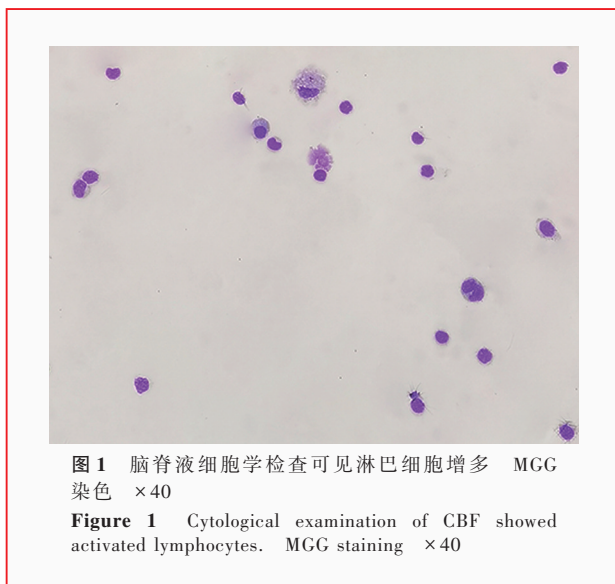 图1 脑脊液细胞学检查可见淋巴细胞增多 MGG
染色 ×40
Figure 1 Cytological examination of CBF showed
activated lymphocytes. MGG staining ×40